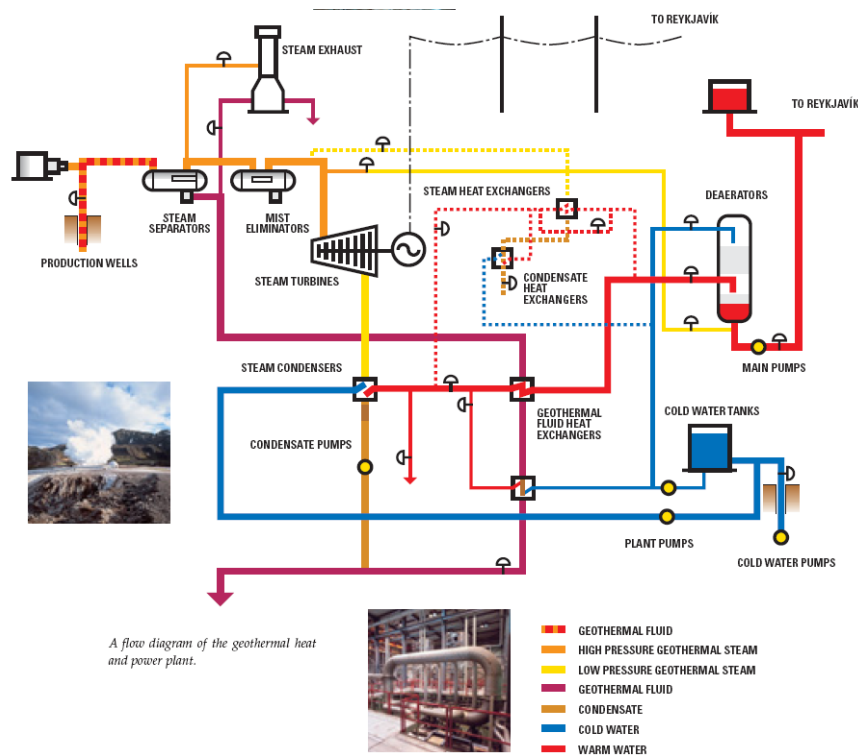 TO REYKJAVÍK
STEAM EXHAUST
TO REYKJAVÍK
STEAM HEAT EXCHANGERS
DEAERATORS
STEAM
SEPARATORS
MIST
ELIMINATORS
PRODUCTION WELLS
STEAM TURBINES
CONDENSATE
HEAT
EXCHANGERS
MAIN PUMPS
STEAM CONDENSERS
GEOTHERMAL
FLUID HEAT
EXCHANGERS
COLD WATER TANKS
CONDENSATE PUMPS
PLANT PUMPS
COLD WATER PUMPS
A flow diagram of the geothermal heat
and power plant.
GEOTHERMAL FLUID
HIGH PRESSURE GEOTHERMAL STEAM
LOW PRESSURE GEOTHERMAL STEAM
GEOTHERMAL FLUID
CONDENSATE
COLD WATER
WARM WATER